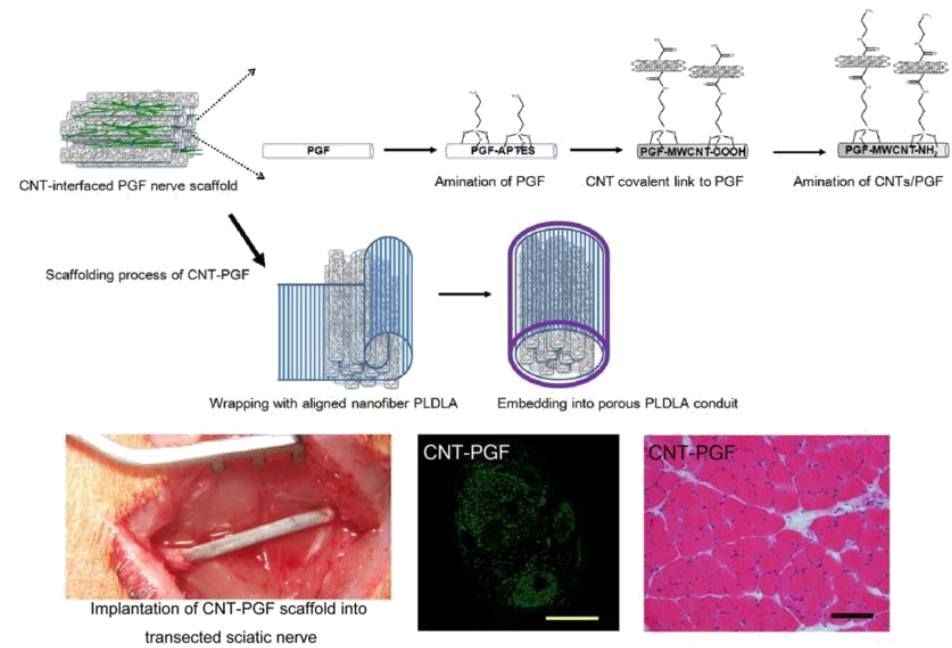 CNT-interfaced PGF nerve scaffold
PGF
PGF-APTES
Amination of PGF
PGF-MWCNT-COOH
CNT covalent link to PGF
PGF-MWCNT-NH2
Amination of CNTs/PGF
Scaffolding process of CNT-PGF
Wrapping with aligned nanofiber PLDLA
Embedding into porous PLDLA conduit
Implantation of CNT-PGF scaffold into
transected sciatic nerve
CNT-PGF
CNT-PGF